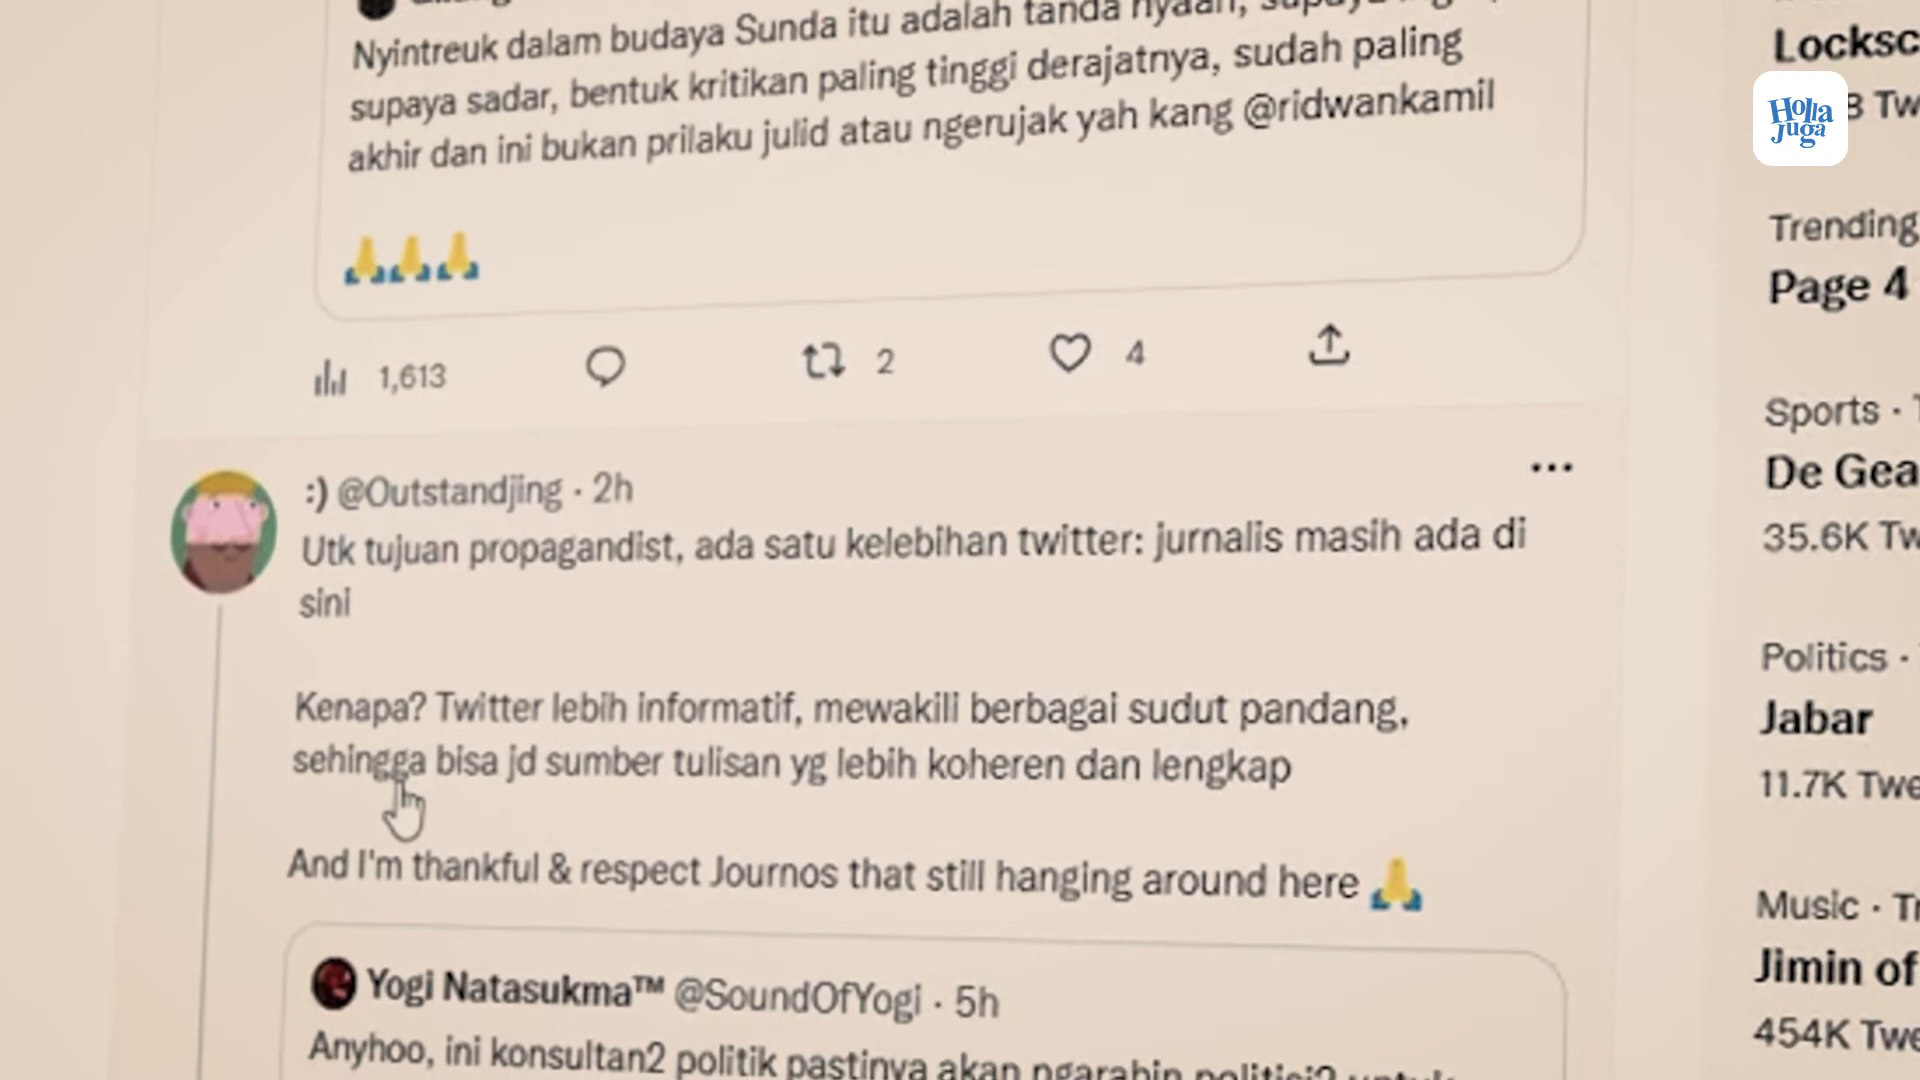 Nyintreuk dalam budaya Sunda itu adalah tanda nyaah,
supaya sadar, bentuk kritikan paling tinggi derajatnya, sudah paling
akhir dan ini bukan prilaku julid atau ngerujak yah kang @ridwankamil
🙏🙏🙏
1,613 2 4
:) @Outstandjing · 2h
Utk tujuan propagandist, ada satu kelebihan twitter: jurnalis masih ada di
sini
Kenapa? Twitter lebih informatif, mewakili berbagai sudut pandang,
sehingga bisa jd sumber tulisan yg lebih koheren dan lengkap
And I'm thankful & respect Journos that still hanging around here 🙏
Yogi Natasukma™ @SoundOfYogi · 5h
Anyhoo, ini konsultan2 politik pastinya akan ngarahin politisi2 untuk
Holla
Juga
Trending
Page 4
Sports ·
De Gea
35.6K Tw
Politics ·
Jabar
11.7K Twe
Music · Tr
Jimin of
454K Twe